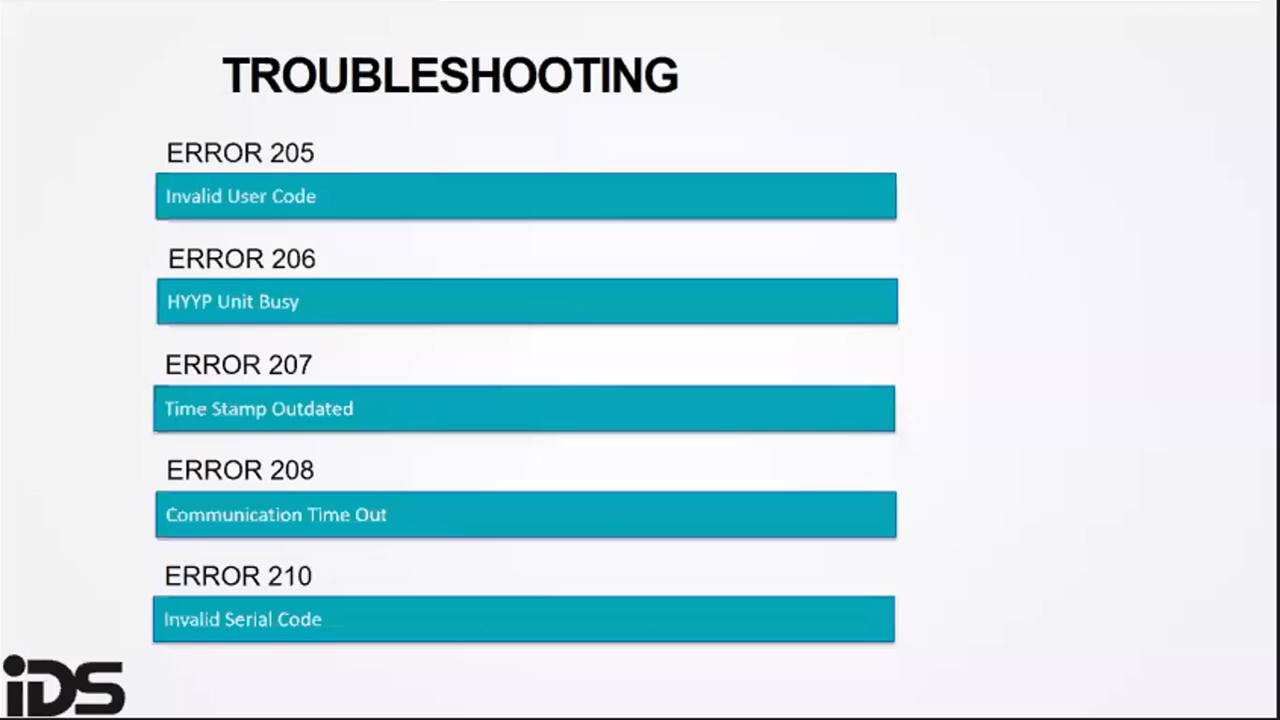 TROUBLESHOOTING
ERROR 205
Invalid User Code
ERROR 206
HYYP Unit Busy
ERROR 207
Time Stamp Outdated
ERROR 208
Communication Time Out
ERROR 210
Invalid Serial Code
iDS